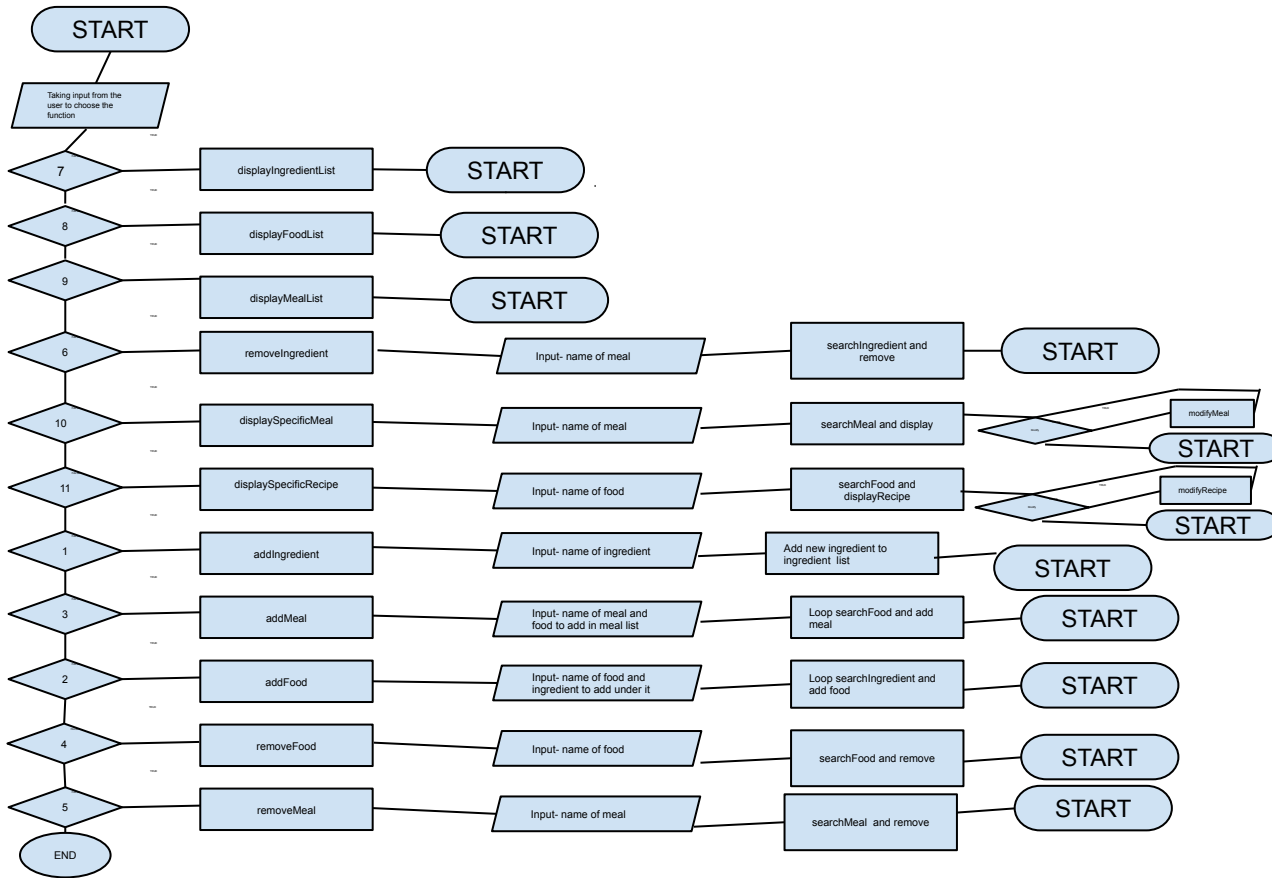 START
Taking input from the
user to choose the
function
7
displayIngredientList
START
8
displayFoodList
START
9
displayMealList
START
6
removeIngredient
Input- name of meal
searchIngredient and
remove
START
10
displaySpecificMeal
Input- name of meal
searchMeal and display
modifyMeal
START
11
displaySpecificRecipe
Input- name of food
searchFood and
displayRecipe
modifyRecipe
START
1
addIngredient
Input- name of ingredient
Add new ingredient to
ingredient list
START
3
addMeal
Input- name of meal and
food to add in meal list
Loop searchFood and add
meal
START
2
addFood
Input- name of food and
ingredient to add under it
Loop searchIngredient and
add food
START
4
removeFood
Input- name of food
searchFood and remove
START
5
removeMeal
Input- name of meal
searchMeal and remove
START
END